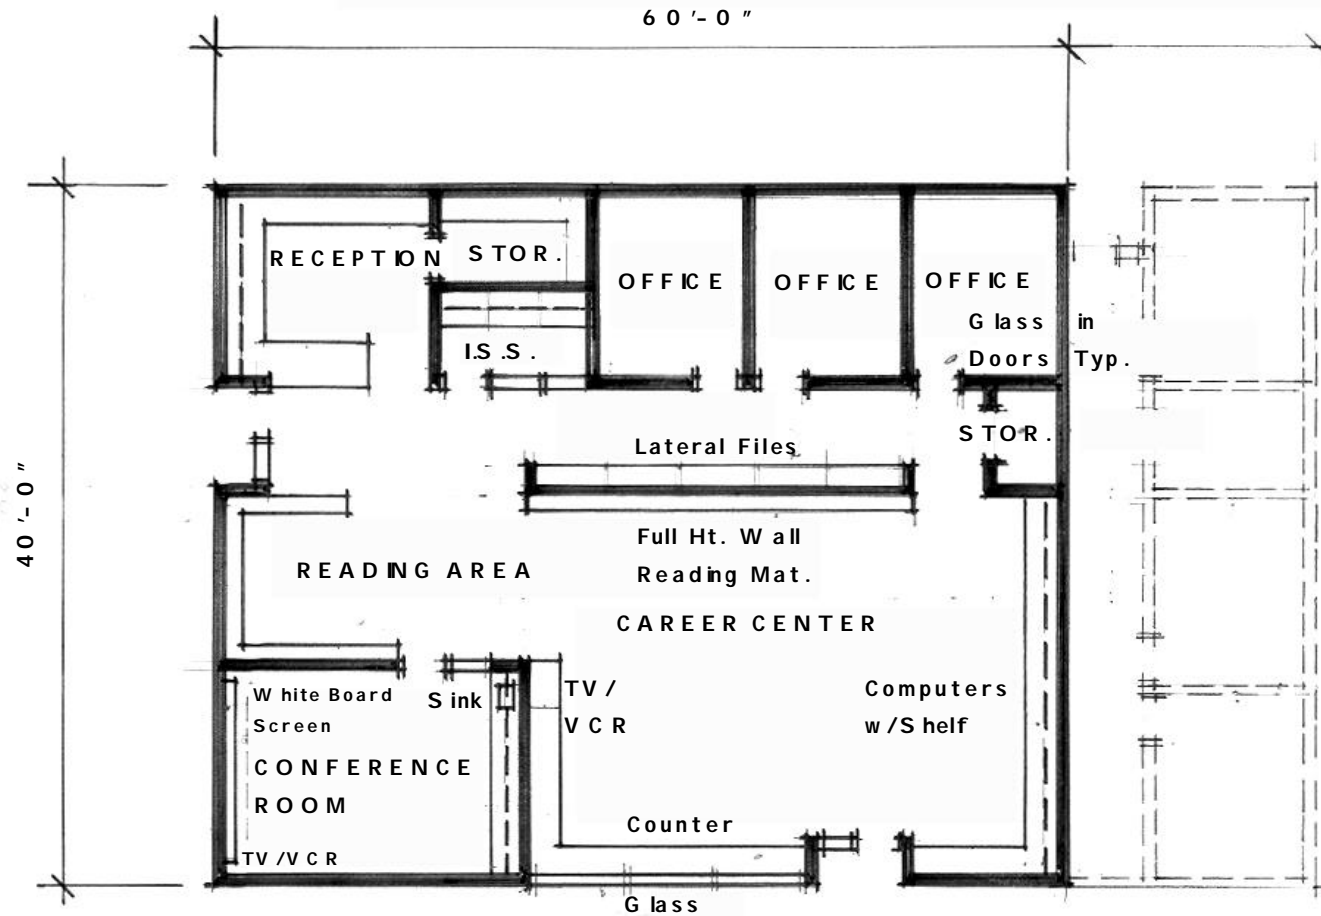 60'-0"
RECEPTION
STOR.
OFFICE
OFFICE
OFFICE
Glass in
Doors Typ.
I.S.S.
STOR.
Lateral Files
40'-0"
Full Ht. Wall
Reading Mat.
READING AREA
CAREER CENTER
White Board
Screen
Sink
TV/
VCR
Computers
w/Shelf
CONFERENCE
ROOM
Counter
TV/VCR
Glass